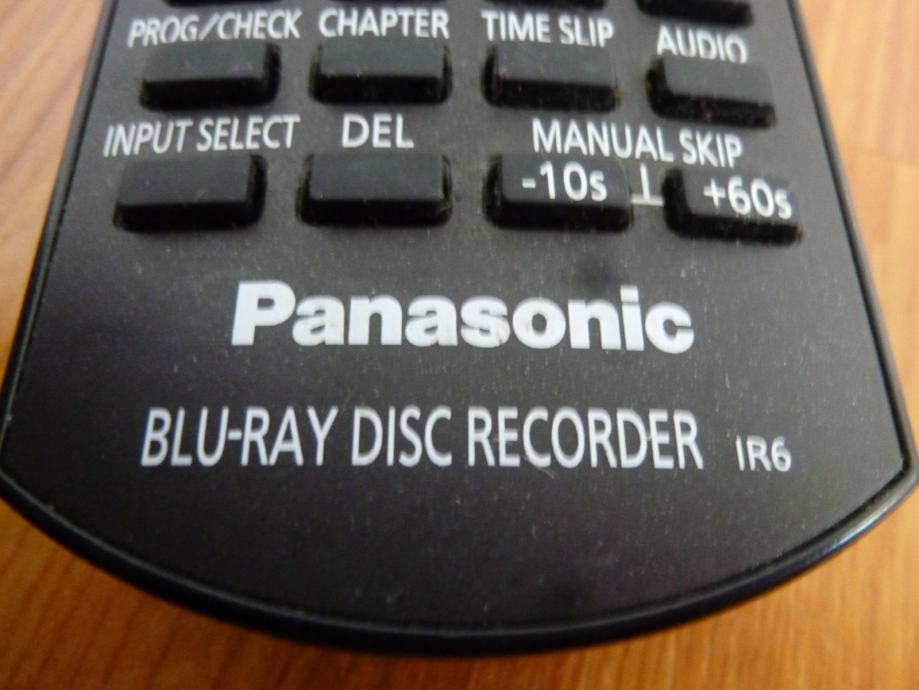 PROG/CHECK CHAPTER TIME SLIP AUDIO
INPUT SELECT DEL MANUAL SKIP
-10s +60s
Panasonic
BLU-RAY DISC RECORDER IR6